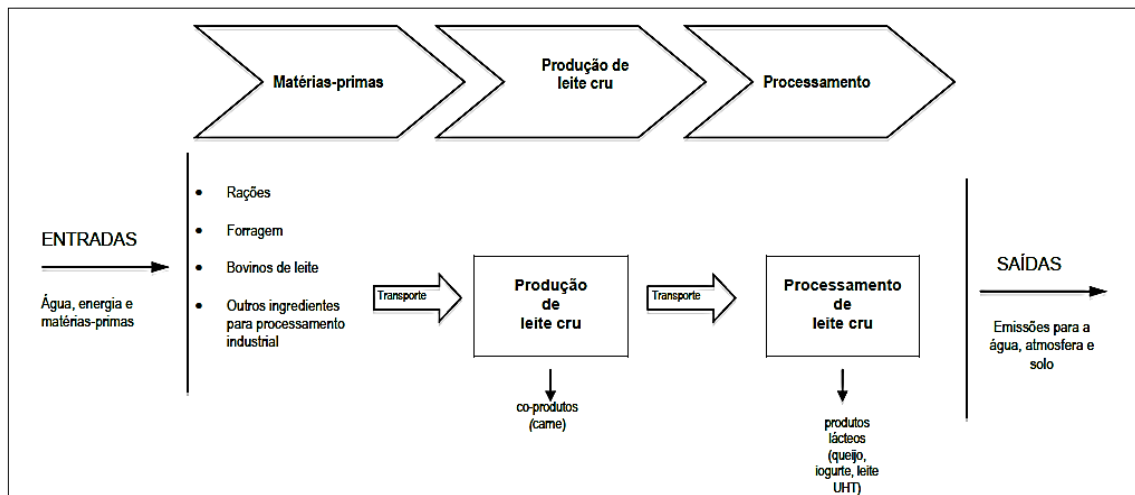 Matérias-primas
Produção de
leite cru
Processamento
ENTRADAS
Água, energia e
matérias-primas
• Rações
• Forragem
• Bovinos de leite
• Outros ingredientes
para processamento
industrial
Transporte
Produção
de
leite cru
co-produtos
(carne)
Transporte
Processamento
de
leite cru
produtos
lácteos
(queijo,
iogurte, leite
UHT)
SAÍDAS
Emissões para a
água, atmosfera e
solo